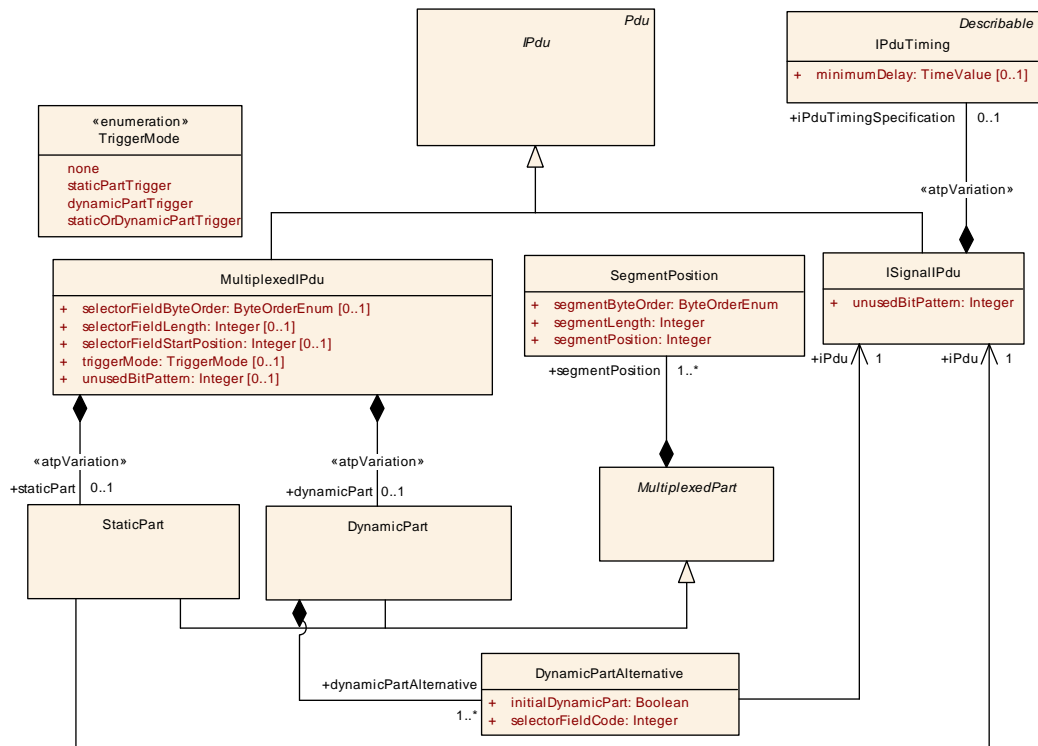 Pdu
IPdu
Describable
IPduTiming
+ minimumDelay: TimeValue [0..1]
+iPduTimingSpecification 0..1
«enumeration»
TriggerMode
none
staticPartTrigger
dynamicPartTrigger
staticOrDynamicPartTrigger
«atpVariation»
MultiplexedIPdu
+ selectorFieldByteOrder: ByteOrderEnum [0..1]
+ selectorFieldLength: Integer [0..1]
+ selectorFieldStartPosition: Integer [0..1]
+ triggerMode: TriggerMode [0..1]
+ unusedBitPattern: Integer [0..1]
SegmentPosition
+ segmentByteOrder: ByteOrderEnum
+ segmentLength: Integer
+ segmentPosition: Integer
ISignalIPdu
+ unusedBitPattern: Integer
+segmentPosition 1..*
+iPdu 1
+iPdu 1
«atpVariation»
«atpVariation»
+staticPart 0..1
+dynamicPart 0..1
StaticPart
DynamicPart
MultiplexedPart
+dynamicPartAlternative
1..*
DynamicPartAlternative
+ initialDynamicPart: Boolean
+ selectorFieldCode: Integer